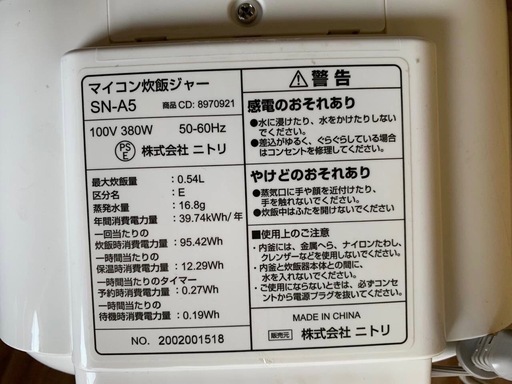 マイコン炊飯ジャー
SN-A5 商品CD: 8970921
100V 380W 50-60Hz
PSE 株式会社 ニトリ
最大炊飯量 : 0.54L
区分名 : E
蒸発水量 : 16.8g
年間消費電力量 : 39.74kWh/年
一回当たりの
炊飯時消費電力量 : 95.42Wh
一時間当たりの
保温時消費電力量 : 12.29Wh
一時間当たりのタイマー
予約時消費電力量 : 0.27Wh
一時間当たりの
待機時消費電力量 : 0.19Wh
NO. 2002001518
警告
感電のおそれあり
●水に浸けたり、水をかけたりしない
でください。
●差込がゆるく、ぐらぐらしている場合
はコンセントを修理してください。
やけどのおそれあり
●蒸気口に手や顔を近付けたり、
手を触れないでください。
●炊飯中はふたを開けないでください。
■使用上のご注意
・内釜には、金属へら、ナイロンたわし、
クレンザーなどを使用しないでください。
・内釜と炊飯器本体との間に、
水を入れないでください。
・ご使用にならないときは、必ずコンセ
ントから電源プラグを抜いてください。
MADE IN CHINA
販売元 株式会社 ニトリ